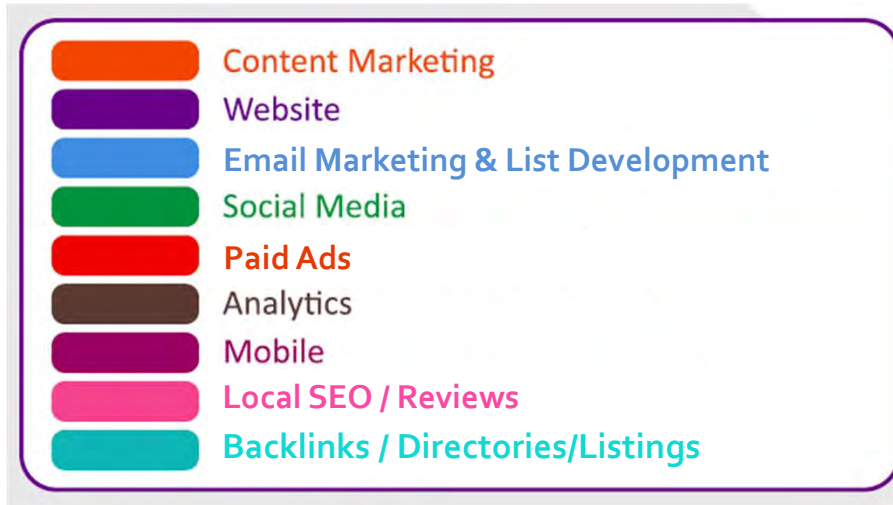 Content Marketing
Website
Email Marketing & List Development
Social Media
Paid Ads
Analytics
Mobile
Local SEO / Reviews
Backlinks / Directories/Listings